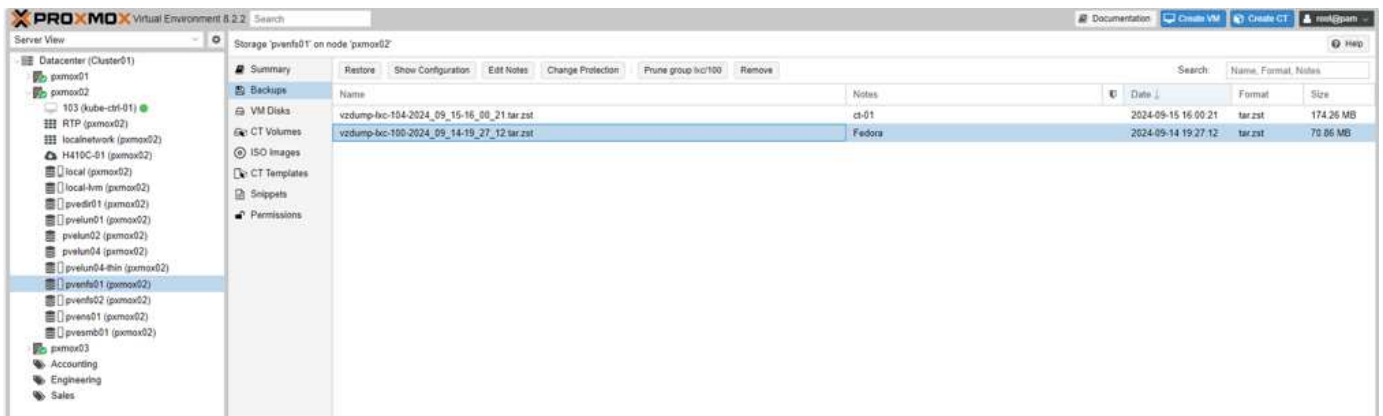 PROXMOX Virtual Environment 8.2.2 Search
Documentation Create VM Create CT root@pam
Server View
Storage 'pvenfs01' on node 'pxmox02'
Help
Datacenter (Cluster01)
pxmox01
pxmox02
103 (kube-ctrl-01)
RTP (pxmox02)
localnetwork (pxmox02)
H410C-01 (pxmox02)
local (pxmox02)
local-lvm (pxmox02)
pvedir01 (pxmox02)
pvelun01 (pxmox02)
pvelun02 (pxmox02)
pvelun04 (pxmox02)
pvelun04-thin (pxmox02)
pvenfs01 (pxmox02)
pvenfs02 (pxmox02)
pvens01 (pxmox02)
pvesmb01 (pxmox02)
pxmox03
Accounting
Engineering
Sales
Summary
Backups
VM Disks
CT Volumes
ISO Images
CT Templates
Snippets
Permissions
Restore Show Configuration Edit Notes Change Protection Prune group lxc/100 Remove Search: Name, Format, Notes
Name Notes Date Format Size
vzdump-lxc-104-2024_09_15-16_00_21.tar.zst ct-01 2024-09-15 16:00:21 tar.zst 174.26 MB
vzdump-lxc-100-2024_09_14-19_27_12.tar.zst Fedora 2024-09-14 19:27:12 tar.zst 70.86 MB